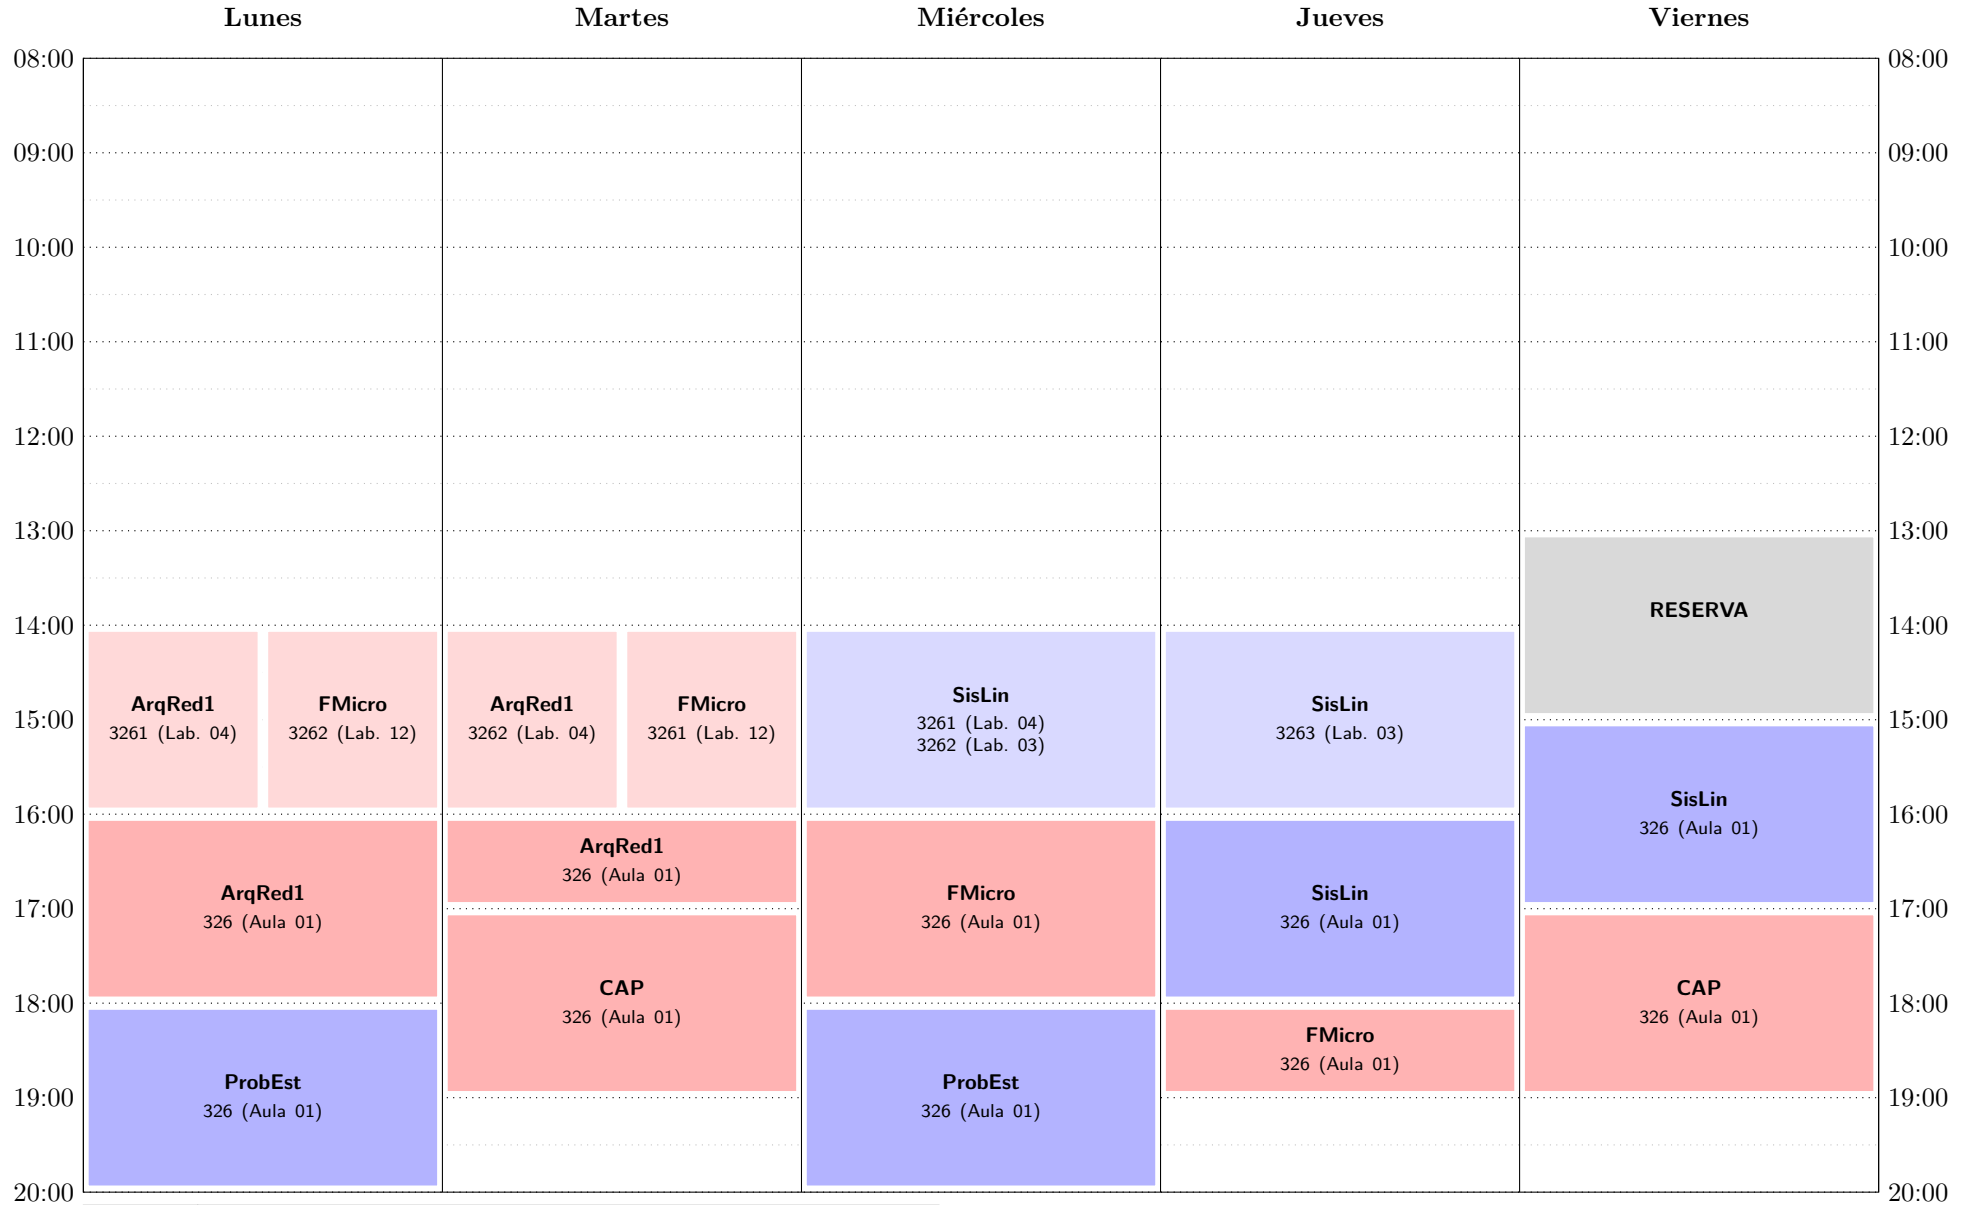 Lunes Martes Miércoles Jueves Viernes
08:00 08:00
09:00 09:00
10:00 10:00
11:00 11:00
12:00 12:00
13:00 13:00
RESERVA
14:00 14:00
SisLin
3261 (Lab. 04)
3262 (Lab. 03)
ArqRed1
3261 (Lab. 04)
FMicro
3262 (Lab. 12)
ArqRed1
3262 (Lab. 04)
FMicro
3261 (Lab. 12)
SisLin
3263 (Lab. 03)
15:00 15:00
SisLin
326 (Aula 01)
16:00 16:00
ArqRed1
326 (Aula 01)
ArqRed1
326 (Aula 01)
FMicro
326 (Aula 01)
SisLin
326 (Aula 01)
17:00 17:00
CAP
326 (Aula 01)
CAP
326 (Aula 01)
18:00 18:00
FMicro
326 (Aula 01)
ProbEst
326 (Aula 01)
ProbEst
326 (Aula 01)
19:00 19:00
20:00 20:00